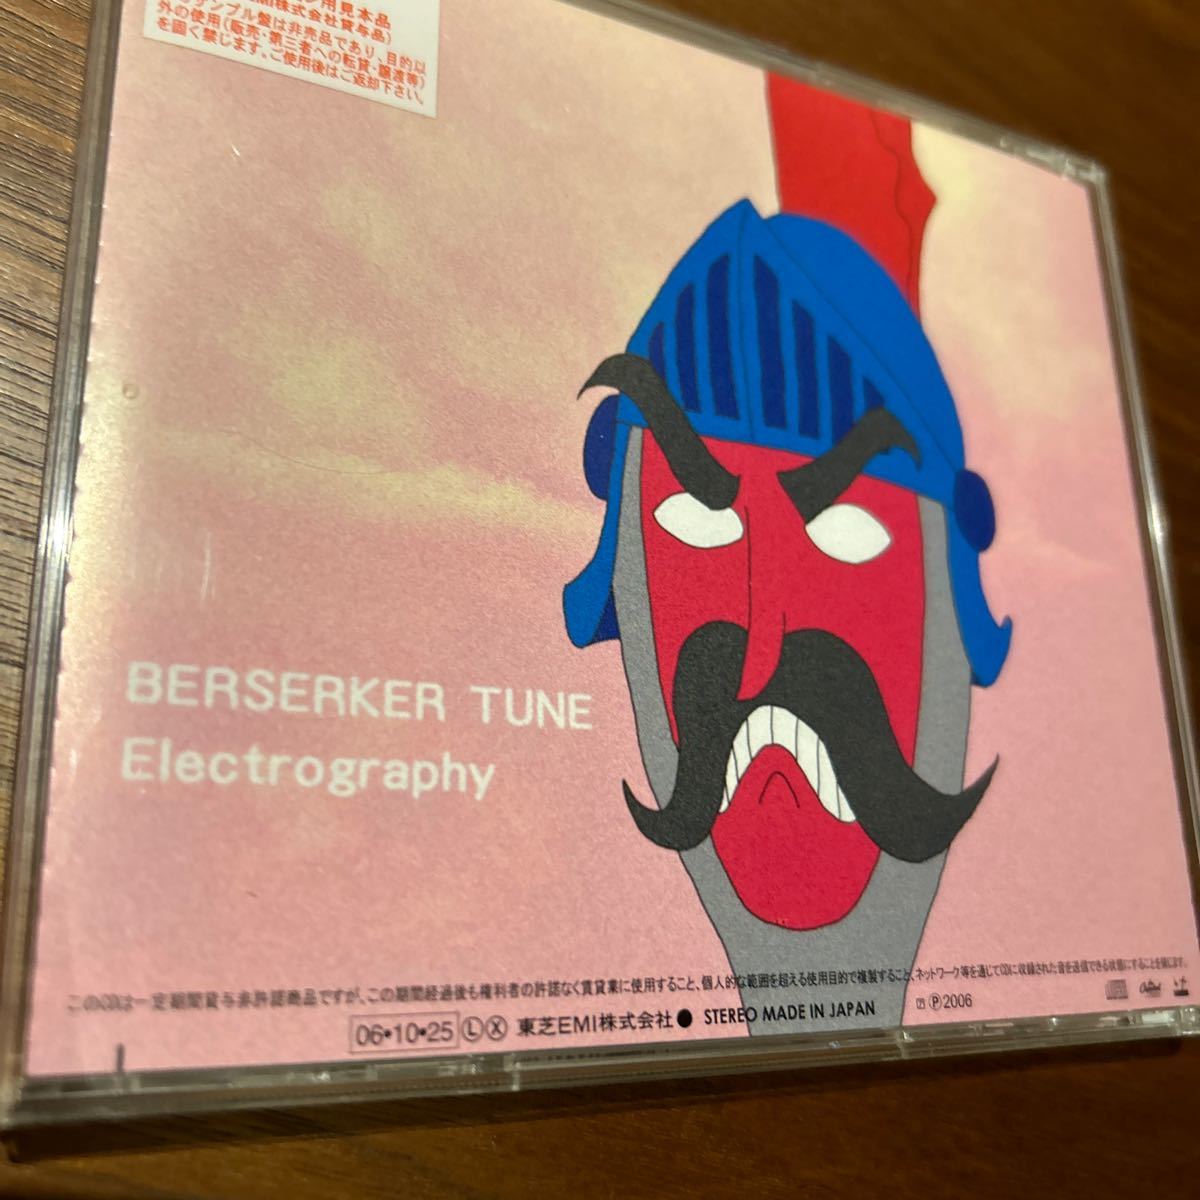 用見本品
EMI株式会社貸与品)
サンプル盤は非売品であり、目的以
外の使用(販売・第三者への転貸・譲渡等)
を固く禁じます。ご使用後はご返却下さい。
BERSERKER TUNE
Electrography
このCDは一定期間貸与非許諾商品ですが、この期間経過後も権利者の許諾なく賃貸業に使用すること、個人的な範囲を超える使用目的で複製すること、ネットワーク等を通じてCDに収録された音を送信できる状態にすることを禁じます。
06•10•25 Ⓛ Ⓧ 東芝EMI株式会社● STEREO MADE IN JAPAN Ⓟ2006